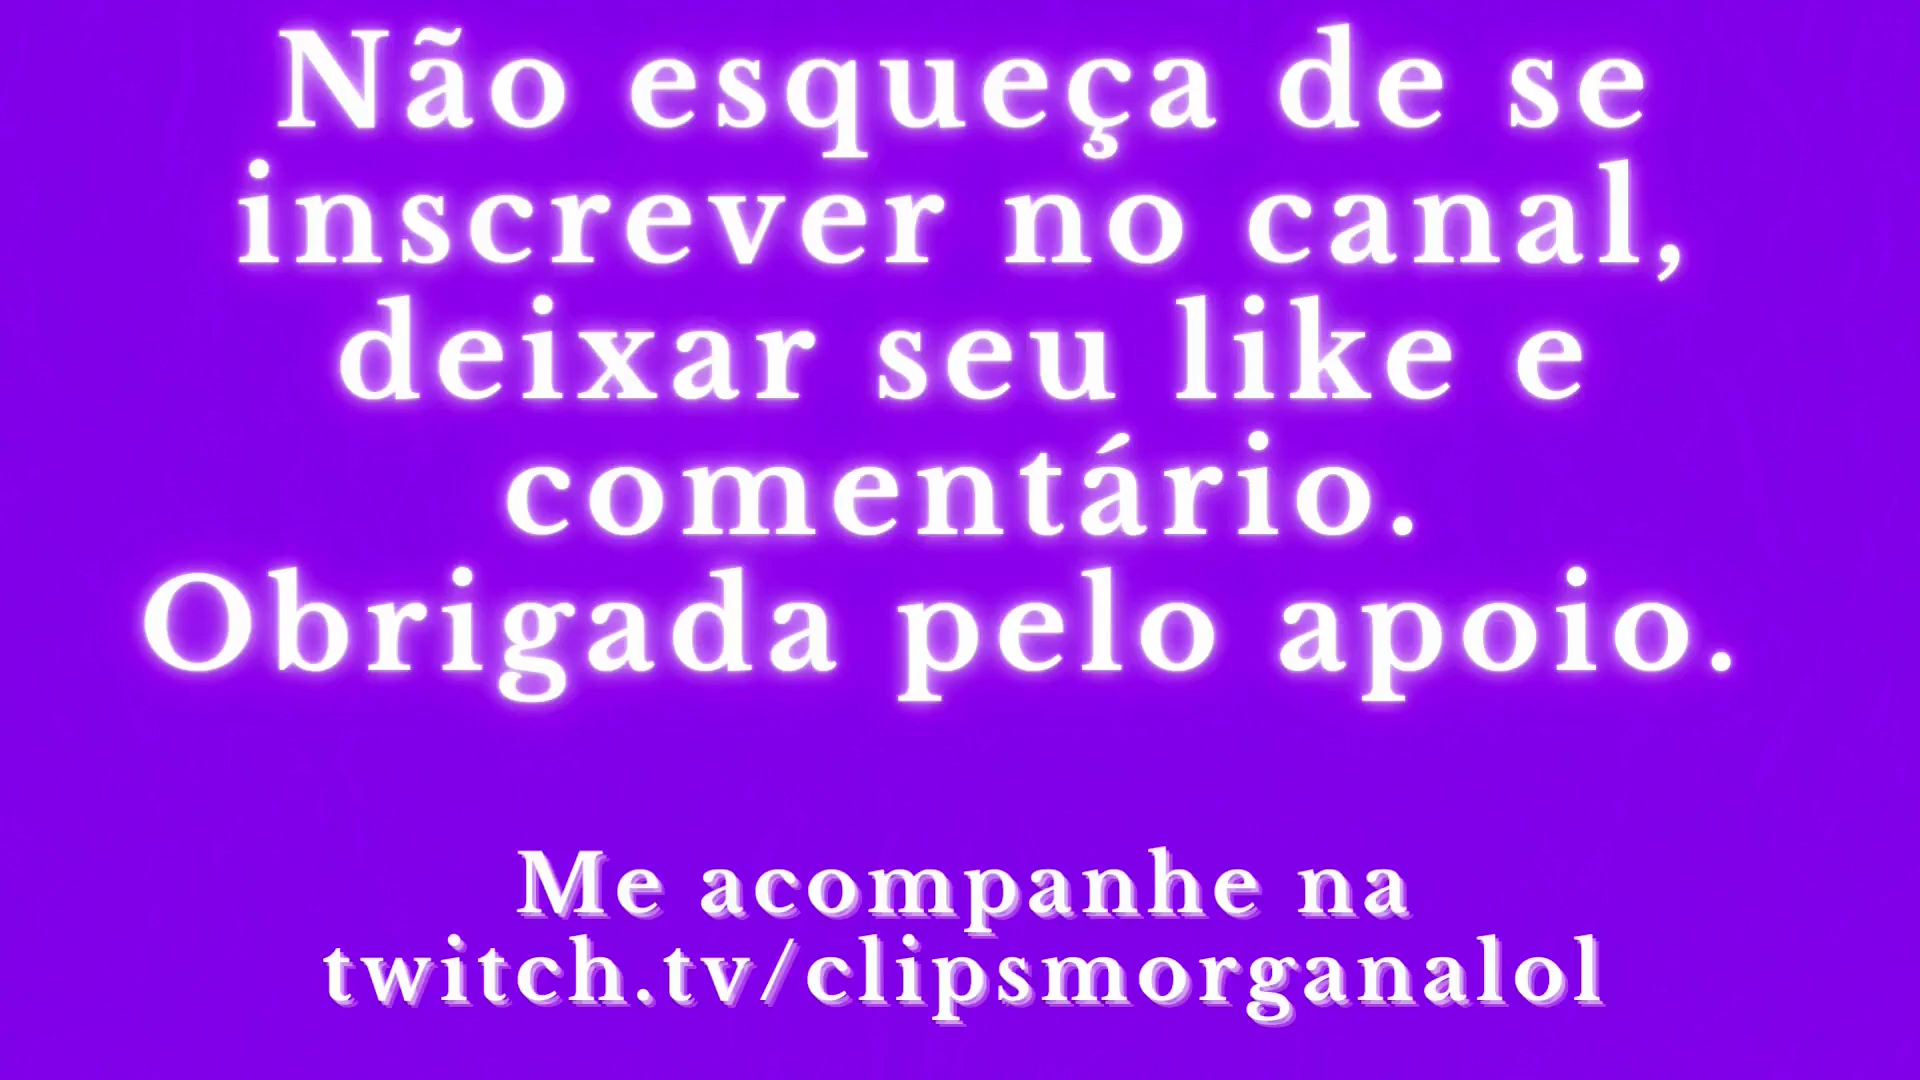 Não esqueça de se
inscrever no canal,
deixar seu like e
comentário.
Obrigada pelo apoio.
Me acompanhe na
twitch.tv/clipsmorganalol